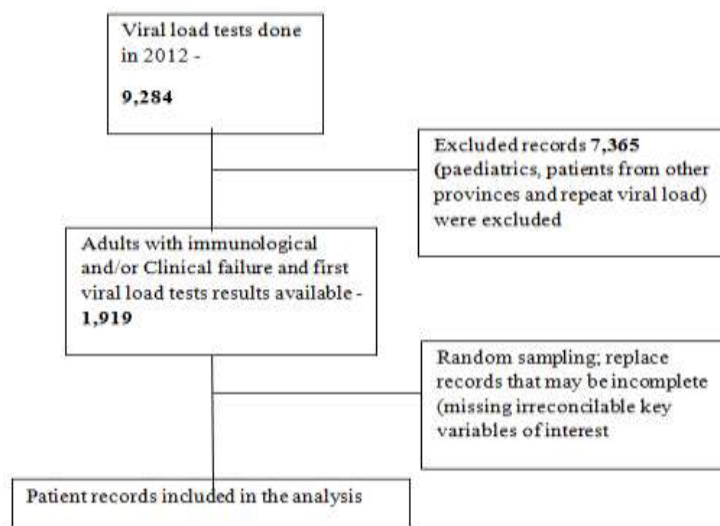 Viral load tests done
in 2012 -
9,284
Excluded records 7,365
(paediatrics, patients from other
provinces and repeat viral load)
were excluded
Adults with immunological
and/or Clinical failure and first
viral load tests results available -
1,919
Random sampling; replace
records that may be incomplete
(missing irreconcilable key
variables of interest
Patient records included in the analysis